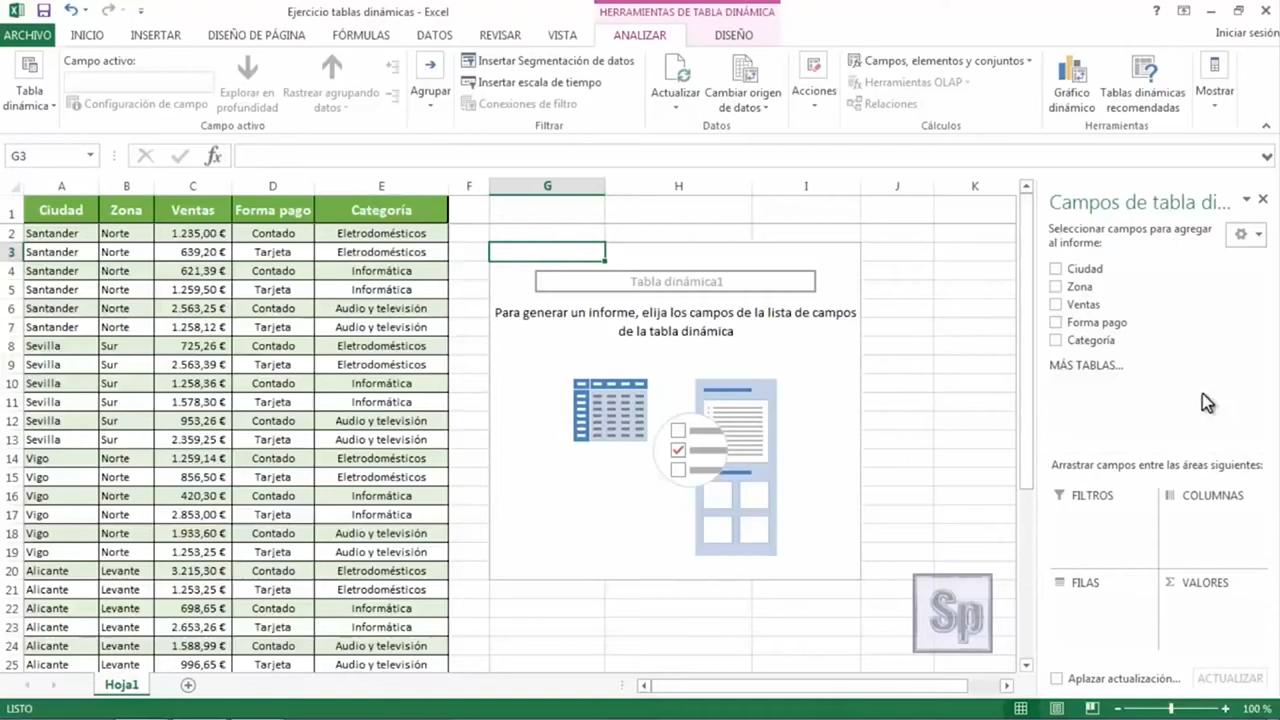 Ejercicio tablas dinámicas - Excel
HERRAMIENTAS DE TABLA DINÁMICA
?
ARCHIVO INICIO INSERTAR DISEÑO DE PÁGINA FÓRMULAS DATOS REVISAR VISTA ANALIZAR DISEÑO Iniciar sesión
Tabla dinámica
Campo activo:
Configuración de campo
Explorar en profundidad
Rastrear agrupando datos
Campo activo
Agrupar
Insertar Segmentación de datos
Insertar escala de tiempo
Conexiones de filtro
Filtrar
Actualizar
Cambiar origen de datos
Datos
Acciones
Campos, elementos y conjuntos
Herramientas OLAP
Relaciones
Cálculos
Gráfico dinámico
Tablas dinámicas recomendadas
Herramientas
Mostrar
G3 fx
A B C D E F G H I J K
1 Ciudad Zona Ventas Forma pago Categoría
2 Santander Norte 1.235,00 € Contado Eletrodomésticos
3 Santander Norte 639,20 € Tarjeta Eletrodomésticos
4 Santander Norte 621,39 € Contado Informática
5 Santander Norte 1.259,50 € Tarjeta Informática
6 Santander Norte 2.563,25 € Contado Audio y televisión
7 Santander Norte 1.258,12 € Tarjeta Audio y televisión
8 Sevilla Sur 725,26 € Contado Eletrodomésticos
9 Sevilla Sur 2.563,39 € Tarjeta Eletrodomésticos
10 Sevilla Sur 1.258,36 € Contado Informática
11 Sevilla Sur 1.578,30 € Tarjeta Informática
12 Sevilla Sur 953,26 € Contado Audio y televisión
13 Sevilla Sur 2.359,25 € Tarjeta Audio y televisión
14 Vigo Norte 1.259,14 € Contado Eletrodomésticos
15 Vigo Norte 856,50 € Tarjeta Eletrodomésticos
16 Vigo Norte 420,30 € Contado Informática
17 Vigo Norte 2.853,00 € Tarjeta Informática
18 Vigo Norte 1.933,60 € Contado Audio y televisión
19 Vigo Norte 1.253,25 € Tarjeta Audio y televisión
20 Alicante Levante 3.215,30 € Contado Eletrodomésticos
21 Alicante Levante 1.253,25 € Tarjeta Eletrodomésticos
22 Alicante Levante 698,65 € Contado Informática
23 Alicante Levante 2.653,26 € Tarjeta Informática
24 Alicante Levante 1.588,99 € Contado Audio y televisión
25 Alicante Levante 996,65 € Tarjeta Audio y televisión
Tabla dinámica1
Para generar un informe, elija los campos de la lista de campos
de la tabla dinámica
Sp
Campos de tabla di...
Seleccionar campos para agregar
al informe:
Ciudad
Zona
Ventas
Forma pago
Categoría
MÁS TABLAS...
Arrastrar campos entre las áreas siguientes:
FILTROS COLUMNAS
FILAS Σ VALORES
Aplazar actualización... ACTUALIZAR
Hoja1
LISTO 100 %